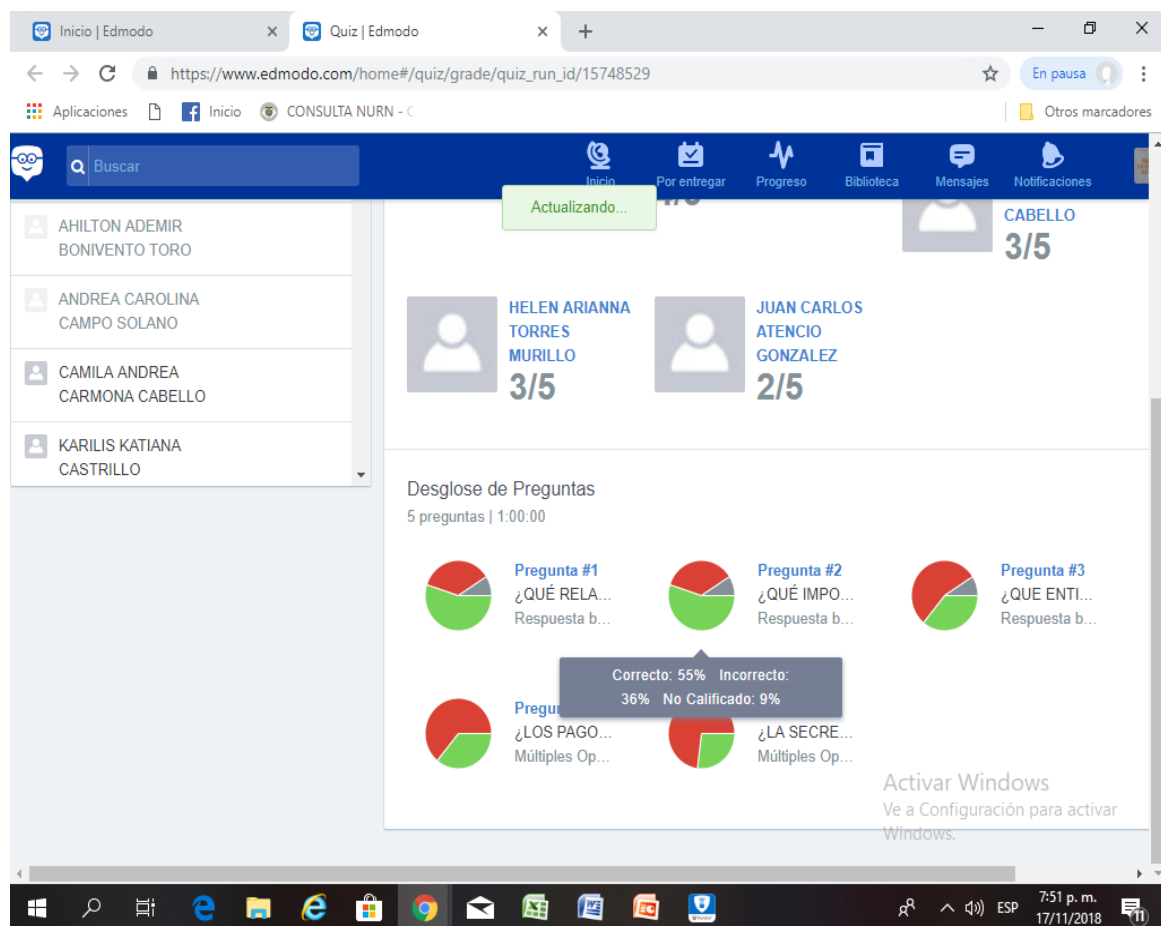 Inicio | Edmodo
Quiz | Edmodo
https://www.edmodo.com/home#/quiz/grade/quiz_run_id/15748529
En pausa
Aplicaciones
Inicio
CONSULTA NURN - C
Otros marcadores
Buscar
Inicio
Por entregar
Progreso
Biblioteca
Mensajes
Notificaciones
Actualizando...
AHILTON ADEMIR
BONIVENTO TORO
ANDREA CAROLINA
CAMPO SOLANO
CAMILA ANDREA
CARMONA CABELLO
KARILIS KATIANA
CASTRILLO
CABELLO
3/5
HELEN ARIANNA
TORRES
MURILLO
3/5
JUAN CARLOS
ATENCIO
GONZALEZ
2/5
Desglose de Preguntas
5 preguntas | 1:00:00
Pregunta #1
¿QUÉ RELA...
Respuesta b...
Pregunta #2
¿QUÉ IMPO...
Respuesta b...
Pregunta #3
¿QUE ENTI...
Respuesta b...
Correcto: 55% Incorrecto:
36% No Calificado: 9%
¿LOS PAGO...
Múltiples Op...
¿LA SECRE...
Múltiples Op...
Activar Windows
Ve a Configuración para activar
Windows.
ESP
7:51 p. m.
17/11/2018
11